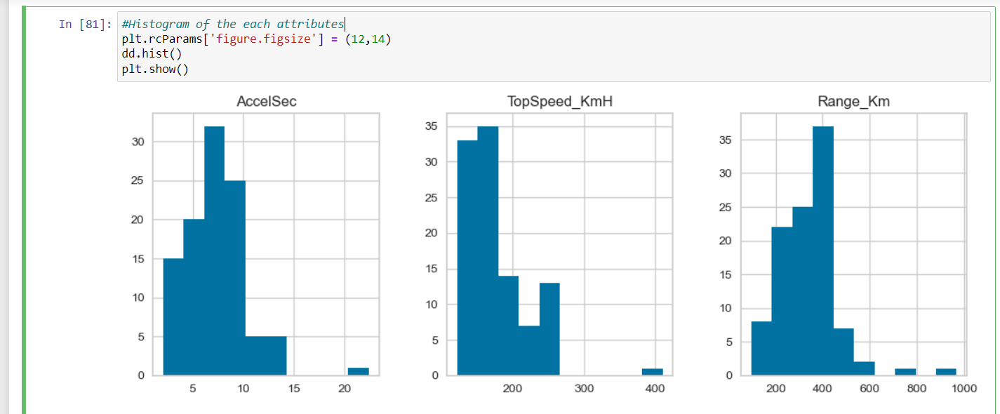 In [81]: #Histogram of the each attributes
plt.rcParams['figure.figsize'] = (12,14)
dd.hist()
plt.show()
AccelSec
30
25
20
15
10
5
0
5 10 15 20
TopSpeed_KmH
35
30
25
20
15
10
5
0
200 300 400
Range_Km
35
30
25
20
15
10
5
0
200 400 600 800 1000